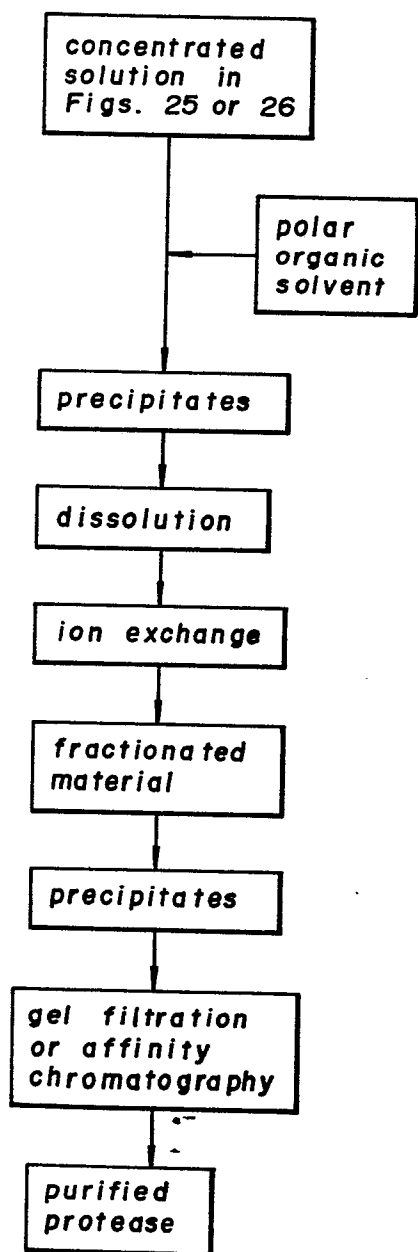 concentrated
solution in
Figs. 25 or 26
polar
organic
solvent
precipitates
dissolution
ion exchange
fractionated
material
precipitates
gel filtration
or affinity
chromatography
purified
protease